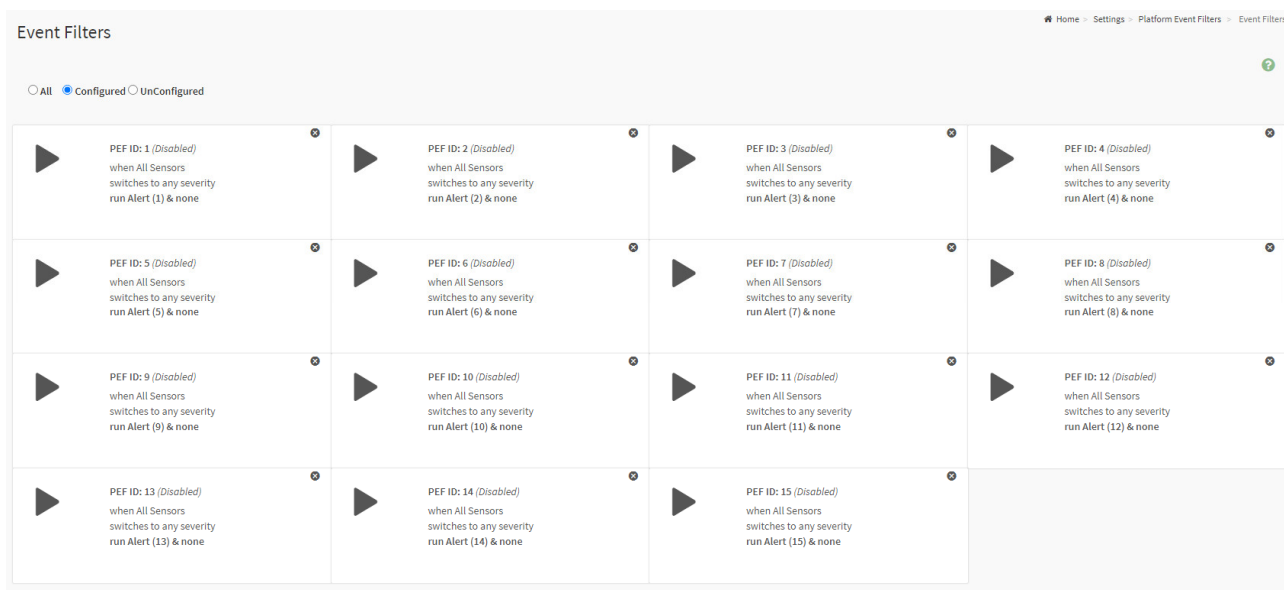 Home > Settings > Platform Event Filters > Event Filters
Event Filters
All Configured UnConfigured
PEF ID: 1 (Disabled)
when All Sensors
switches to any severity
run Alert (1) & none
PEF ID: 2 (Disabled)
when All Sensors
switches to any severity
run Alert (2) & none
PEF ID: 3 (Disabled)
when All Sensors
switches to any severity
run Alert (3) & none
PEF ID: 4 (Disabled)
when All Sensors
switches to any severity
run Alert (4) & none
PEF ID: 5 (Disabled)
when All Sensors
switches to any severity
run Alert (5) & none
PEF ID: 6 (Disabled)
when All Sensors
switches to any severity
run Alert (6) & none
PEF ID: 7 (Disabled)
when All Sensors
switches to any severity
run Alert (7) & none
PEF ID: 8 (Disabled)
when All Sensors
switches to any severity
run Alert (8) & none
PEF ID: 9 (Disabled)
when All Sensors
switches to any severity
run Alert (9) & none
PEF ID: 10 (Disabled)
when All Sensors
switches to any severity
run Alert (10) & none
PEF ID: 11 (Disabled)
when All Sensors
switches to any severity
run Alert (11) & none
PEF ID: 12 (Disabled)
when All Sensors
switches to any severity
run Alert (12) & none
PEF ID: 13 (Disabled)
when All Sensors
switches to any severity
run Alert (13) & none
PEF ID: 14 (Disabled)
when All Sensors
switches to any severity
run Alert (14) & none
PEF ID: 15 (Disabled)
when All Sensors
switches to any severity
run Alert (15) & none